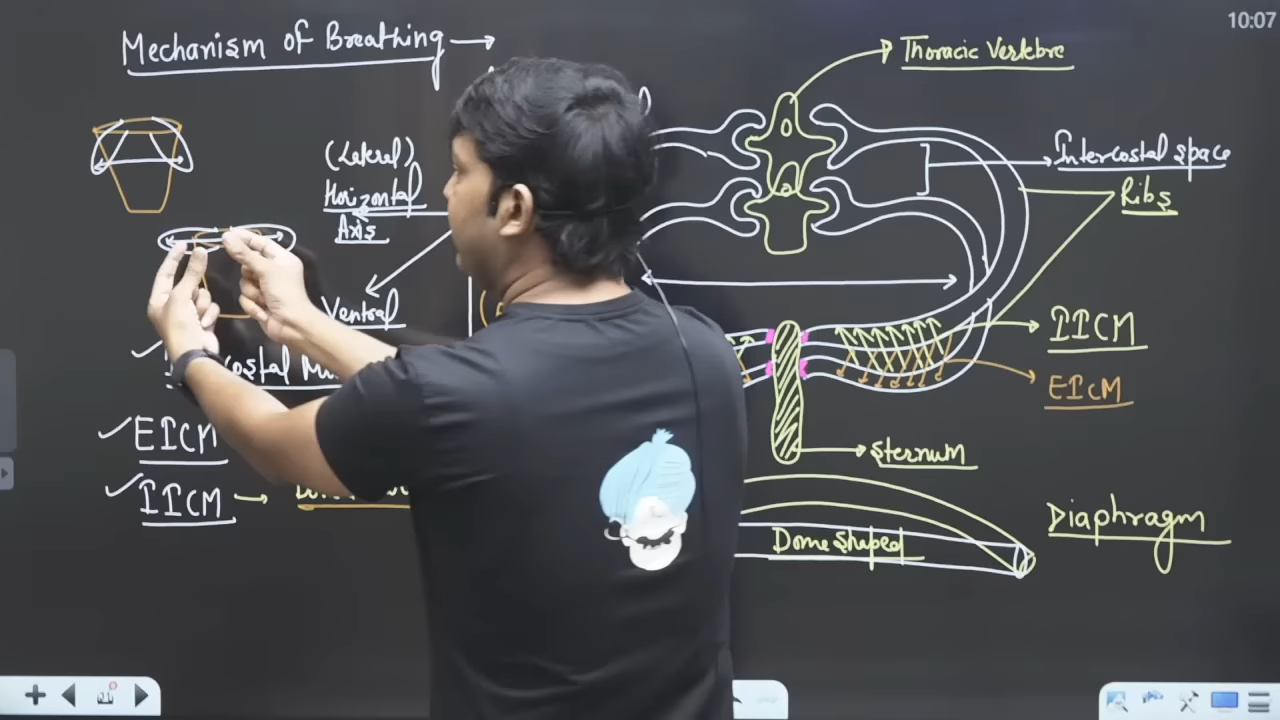 10:07
Mechanism of Breathing
Thoracic Vertebre
(Lateral)
Horizontal
Axis
Intercostal space
Ribs
Ventral
IICM
EICM
EICM
IICM
Sternum
Diaphragm
Dome shaped